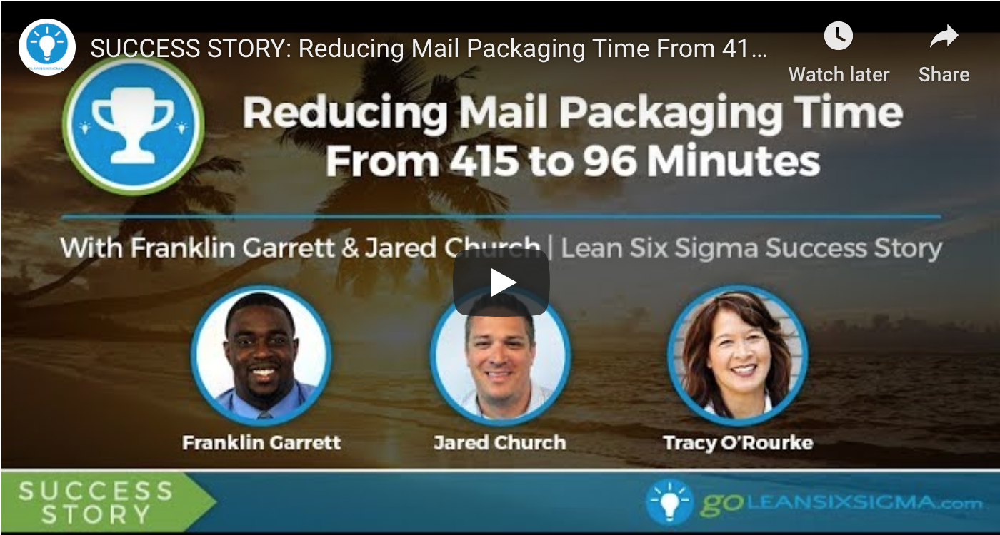 SUCCESS STORY: Reducing Mail Packaging Time From 41...
Watch later
Share
Reducing Mail Packaging Time
From 415 to 96 Minutes
With Franklin Garrett & Jared Church | Lean Six Sigma Success Story
Franklin Garrett
Jared Church
Tracy O'Rourke
SUCCESS
STORY
goLEANSIXSIGMA.com